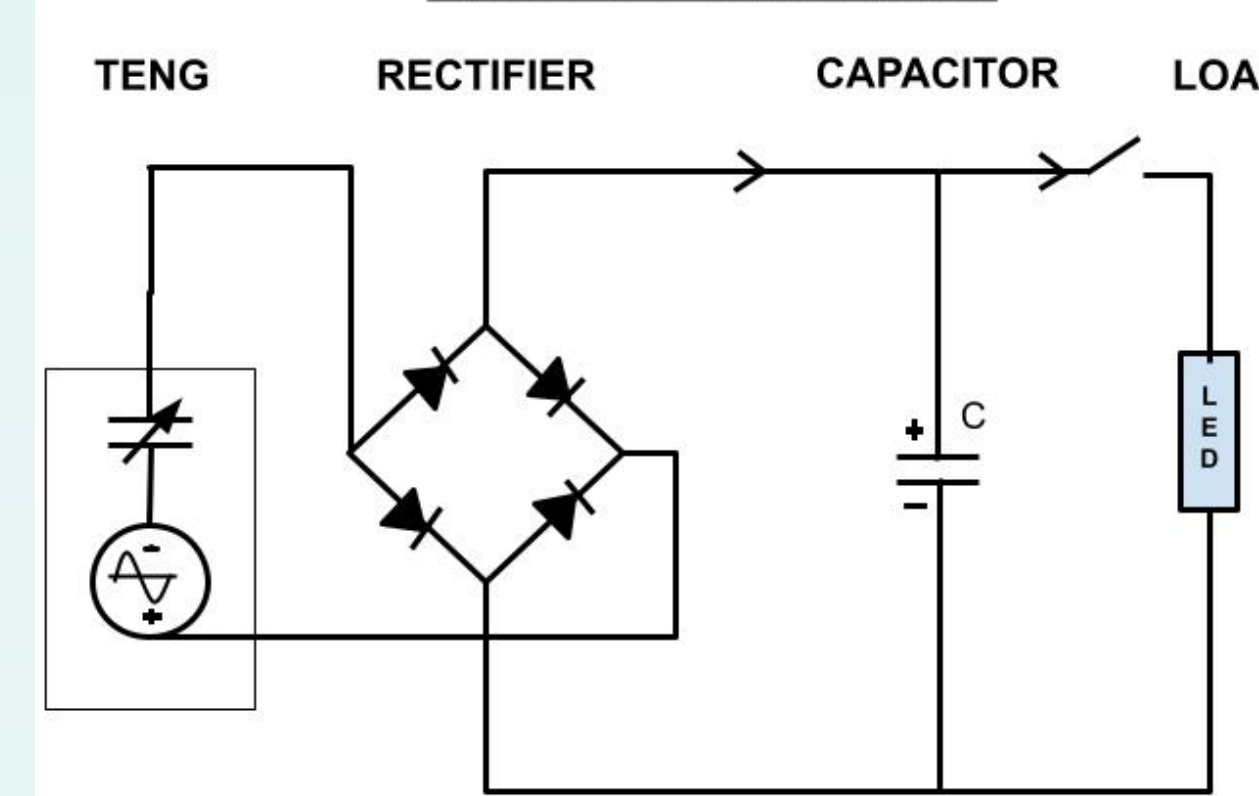 TENG RECTIFIER CAPACITOR LOA
+ C
-
L
E
D
-
+